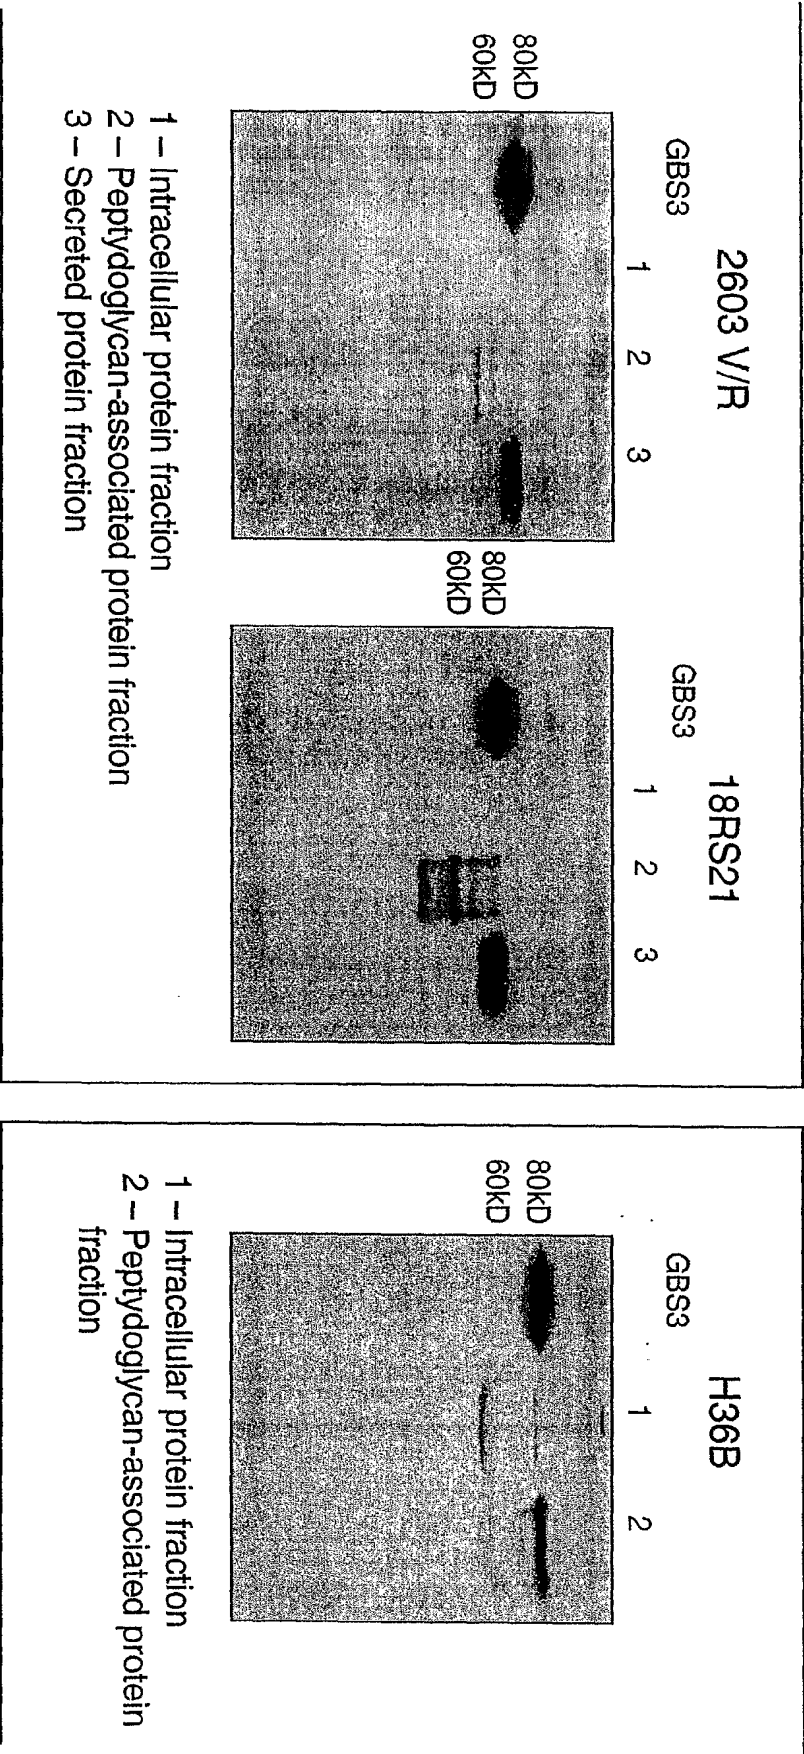 2603 V/R
GBS3 1 2 3
80kD
60kD
1 – Intracellular protein fraction
2 – Peptydoglycan-associated protein fraction
3 – Secreted protein fraction
18RS21
GBS3 1 2 3
80kD
60kD
H36B
GBS3 1 2
80kD
60kD
1 – Intracellular protein fraction
2 – Peptydoglycan-associated protein
fraction